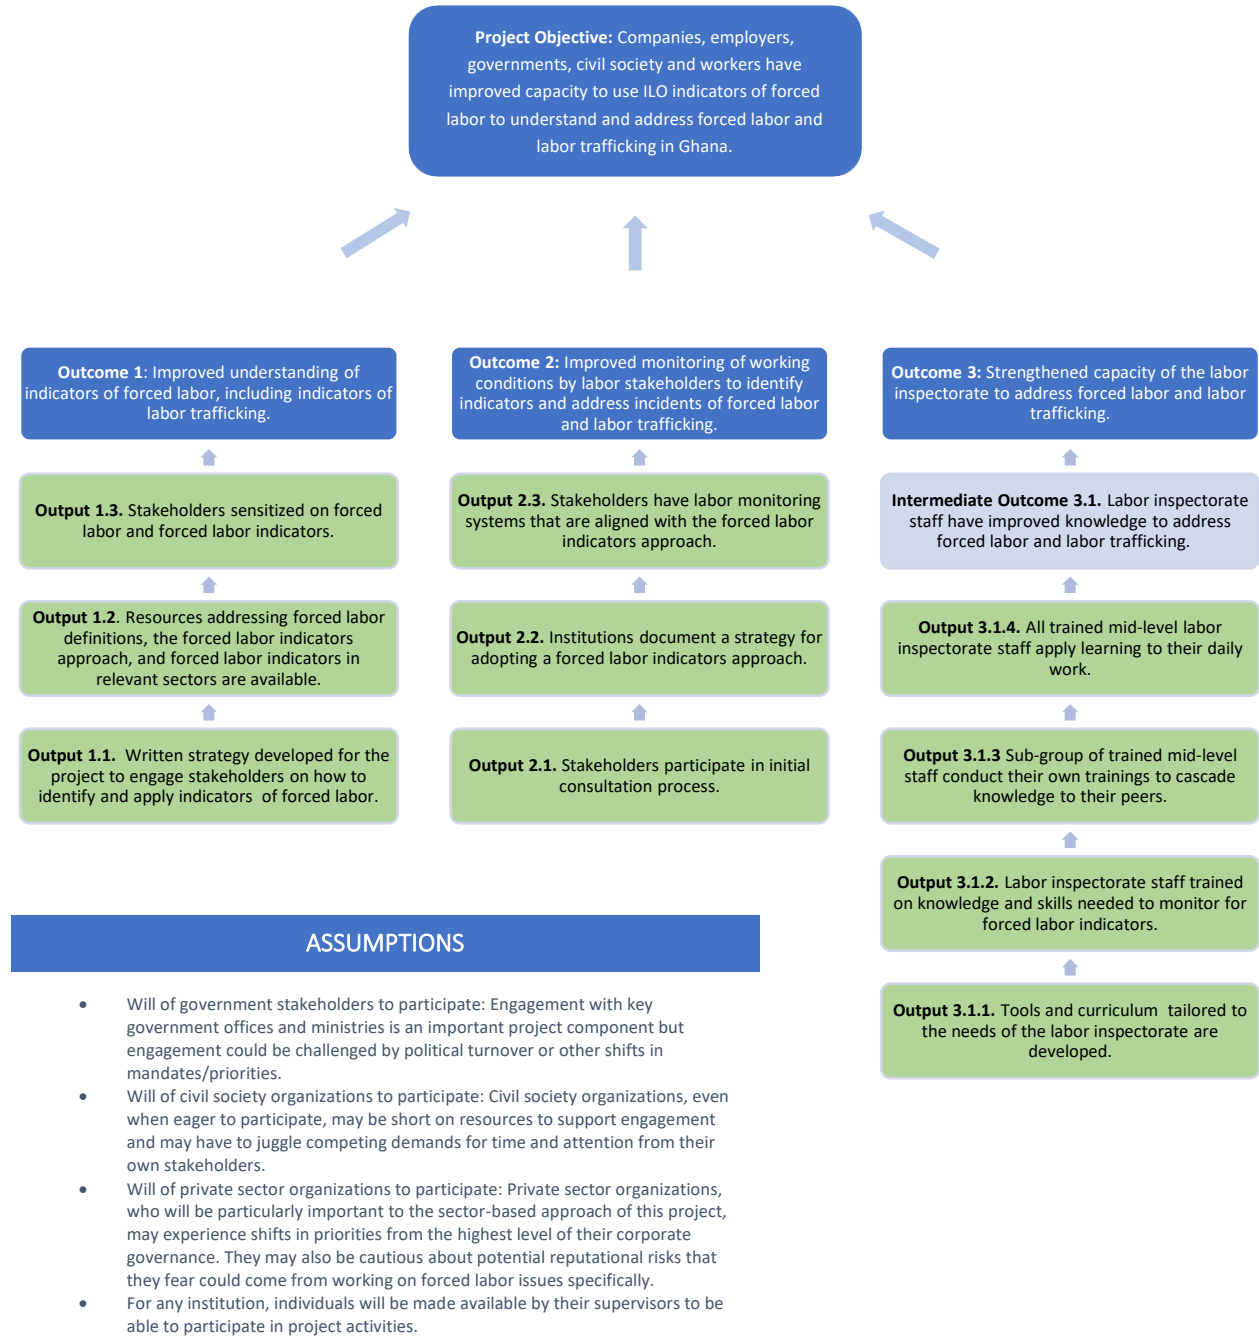 Project Objective: Companies, employers,
governments, civil society and workers have
improved capacity to use ILO indicators of forced
labor to understand and address forced labor and
labor trafficking in Ghana.
Outcome 1: Improved understanding of
indicators of forced labor, including indicators of
labor trafficking.
Output 1.3. Stakeholders sensitized on forced
labor and forced labor indicators.
Output 1.2. Resources addressing forced labor
definitions, the forced labor indicators
approach, and forced labor indicators in
relevant sectors are available.
Output 1.1. Written strategy developed for the
project to engage stakeholders on how to
identify and apply indicators of forced labor.
Outcome 2: Improved monitoring of working
conditions by labor stakeholders to identify
indicators and address incidents of forced labor
and labor trafficking.
Output 2.3. Stakeholders have labor monitoring
systems that are aligned with the forced labor
indicators approach.
Output 2.2. Institutions document a strategy for
adopting a forced labor indicators approach.
Output 2.1. Stakeholders participate in initial
consultation process.
Outcome 3: Strengthened capacity of the labor
inspectorate to address forced labor and labor
trafficking.
Intermediate Outcome 3.1. Labor inspectorate
staff have improved knowledge to address
forced labor and labor trafficking.
Output 3.1.4. All trained mid-level labor
inspectorate staff apply learning to their daily
work.
Output 3.1.3 Sub-group of trained mid-level
staff conduct their own trainings to cascade
knowledge to their peers.
Output 3.1.2. Labor inspectorate staff trained
on knowledge and skills needed to monitor for
forced labor indicators.
Output 3.1.1. Tools and curriculum tailored to
the needs of the labor inspectorate are
developed.
ASSUMPTIONS
• Will of government stakeholders to participate: Engagement with key
government offices and ministries is an important project component but
engagement could be challenged by political turnover or other shifts in
mandates/priorities.
• Will of civil society organizations to participate: Civil society organizations, even
when eager to participate, may be short on resources to support engagement
and may have to juggle competing demands for time and attention from their
own stakeholders.
• Will of private sector organizations to participate: Private sector organizations,
who will be particularly important to the sector-based approach of this project,
may experience shifts in priorities from the highest level of their corporate
governance. They may also be cautious about potential reputational risks that
they fear could come from working on forced labor issues specifically.
• For any institution, individuals will be made available by their supervisors to be
able to participate in project activities.